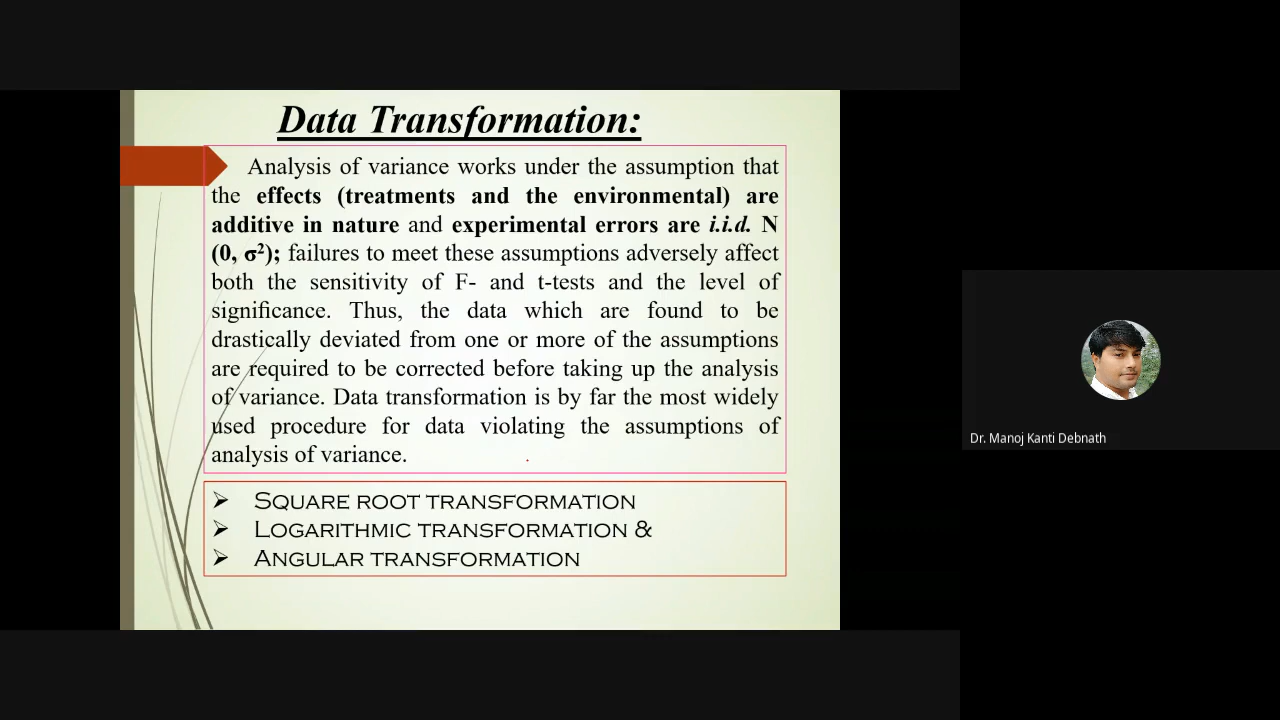 Data Transformation:
Analysis of variance works under the assumption that
the effects (treatments and the environmental) are
additive in nature and experimental errors are i.i.d. N
(0, σ²); failures to meet these assumptions adversely affect
both the sensitivity of F- and t-tests and the level of
significance. Thus, the data which are found to be
drastically deviated from one or more of the assumptions
are required to be corrected before taking up the analysis
of variance. Data transformation is by far the most widely
used procedure for data violating the assumptions of
analysis of variance.
➢ SQUARE ROOT TRANSFORMATION
➢ LOGARITHMIC TRANSFORMATION &
➢ ANGULAR TRANSFORMATION
Dr. Manoj Kanti Debnath